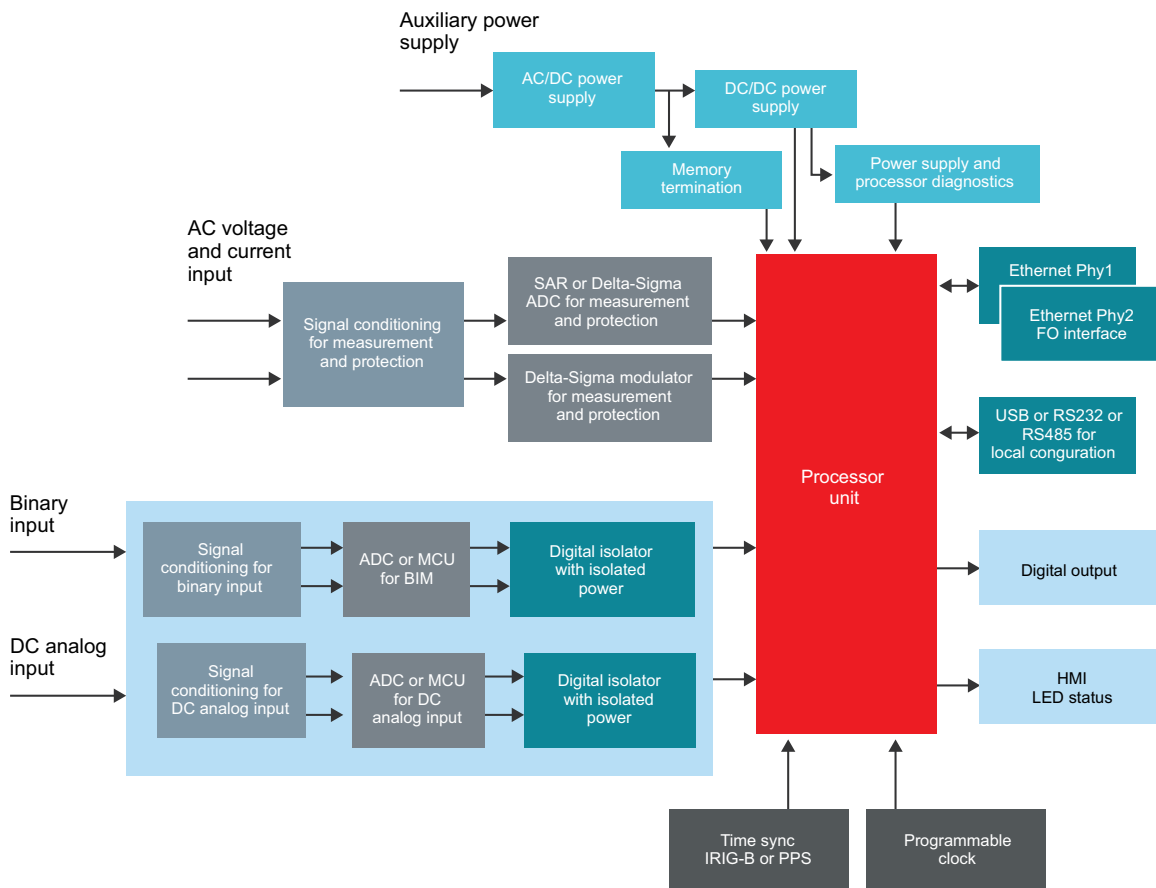 Auxiliary power
supply
AC/DC power
supply
DC/DC power
supply
Memory
termination
Power supply and
processor diagnostics
AC voltage
and current
input
Signal conditioning
for measurement
and protection
SAR or Delta-Sigma
ADC for measurement
and protection
Delta-Sigma modulator
for measurement
and protection
Ethernet Phy1
Ethernet Phy2
FO interface
USB or RS232 or
RS485 for
local conguration
Processor
unit
Binary
input
Signal
conditioning for
binary input
ADC or MCU
for BIM
Digital isolator
with isolated
power
Digital output
DC analog
input
Signal
conditioning for
DC analog input
ADC or MCU
for DC
analog input
Digital isolator
with isolated
power
HMI
LED status
Time sync
IRIG-B or PPS
Programmable
clock